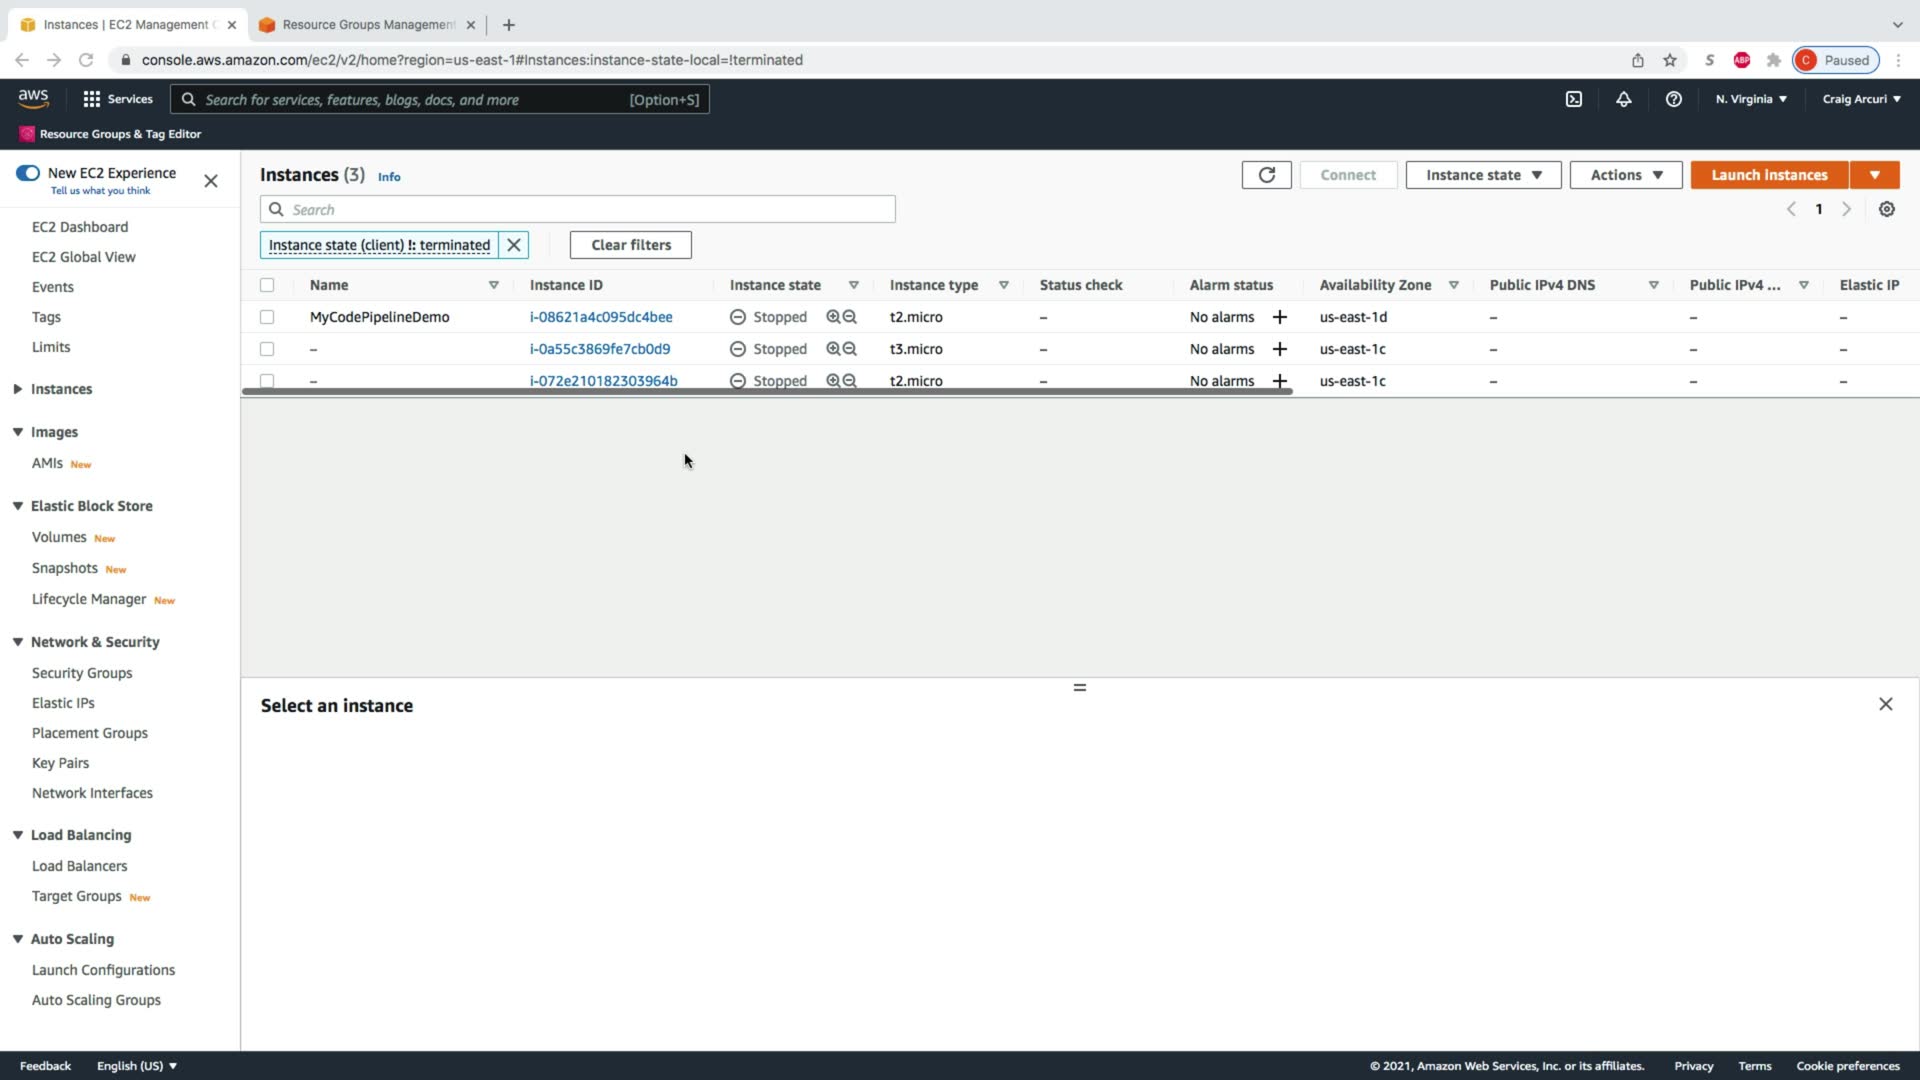 Instances | EC2 Management C
Resource Groups Management
console.aws.amazon.com/ec2/v2/home?region=us-east-1#Instances:instance-state-local=!terminated
S
ABP
C Paused
aws
Services
Search for services, features, blogs, docs, and more [Option+S]
N. Virginia
Craig Arcuri
Resource Groups & Tag Editor
New EC2 Experience
Tell us what you think
EC2 Dashboard
EC2 Global View
Events
Tags
Limits
Instances
Images
AMIs New
Elastic Block Store
Volumes New
Snapshots New
Lifecycle Manager New
Network & Security
Security Groups
Elastic IPs
Placement Groups
Key Pairs
Network Interfaces
Load Balancing
Load Balancers
Target Groups New
Auto Scaling
Launch Configurations
Auto Scaling Groups
Instances (3) Info
Connect
Instance state
Actions
Launch instances
Search
1
Instance state (client) !: terminated
Clear filters
Name Instance ID Instance state Instance type Status check Alarm status Availability Zone Public IPv4 DNS Public IPv4 ... Elastic IP
MyCodePipelineDemo i-08621a4c095dc4bee Stopped t2.micro – No alarms + us-east-1d – – –
– i-0a55c3869fe7cb0d9 Stopped t3.micro – No alarms + us-east-1c – – –
– i-072e210182303964b Stopped t2.micro – No alarms + us-east-1c – – –
Select an instance
Feedback English (US)
© 2021, Amazon Web Services, Inc. or its affiliates. Privacy Terms Cookie preferences